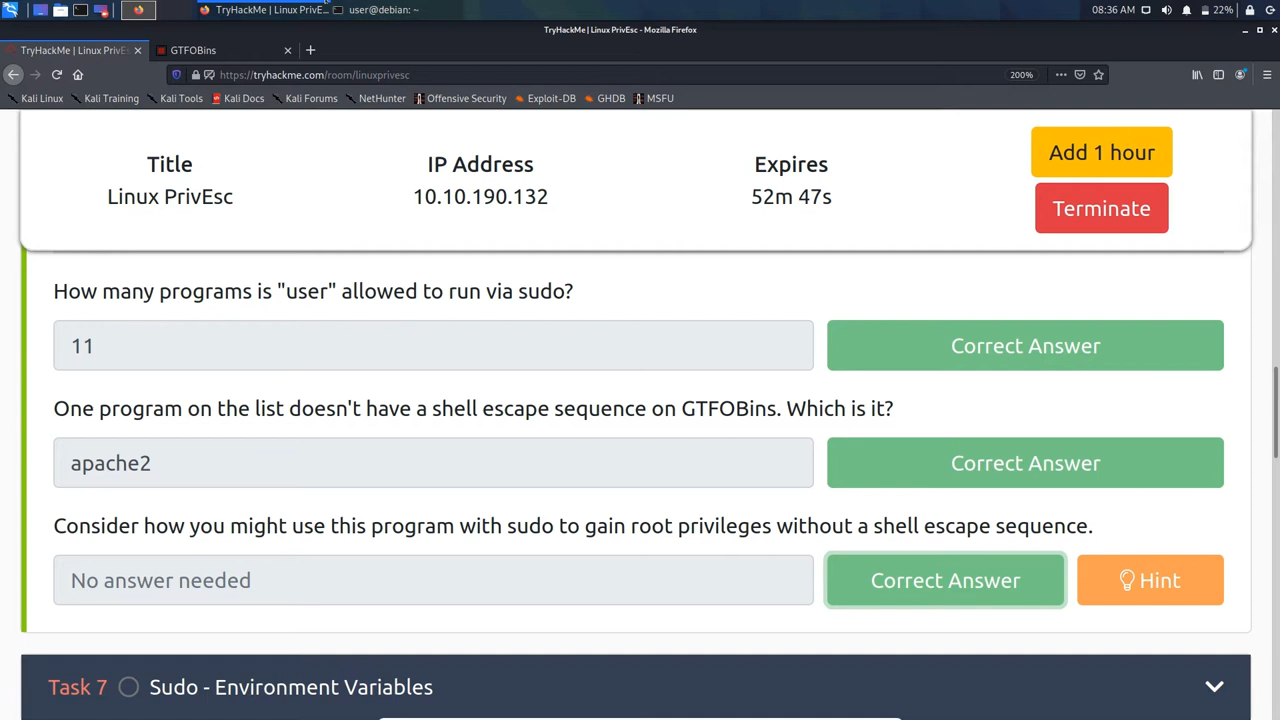 TryHackMe | Linux PrivE...
user@debian: ~
08:36 AM
22%
TryHackMe | Linux PrivEsc - Mozilla Firefox
TryHackMe | Linux PrivEsc
GTFOBins
https://tryhackme.com/room/linuxprivesc
200%
Kali Linux
Kali Training
Kali Tools
Kali Docs
Kali Forums
NetHunter
Offensive Security
Exploit-DB
GHDB
MSFU
Title
IP Address
Expires
Add 1 hour
Linux PrivEsc
10.10.190.132
52m 47s
Terminate
How many programs is "user" allowed to run via sudo?
11
Correct Answer
One program on the list doesn't have a shell escape sequence on GTFOBins. Which is it?
apache2
Correct Answer
Consider how you might use this program with sudo to gain root privileges without a shell escape sequence.
No answer needed
Correct Answer
Hint
Task 7
Sudo - Environment Variables